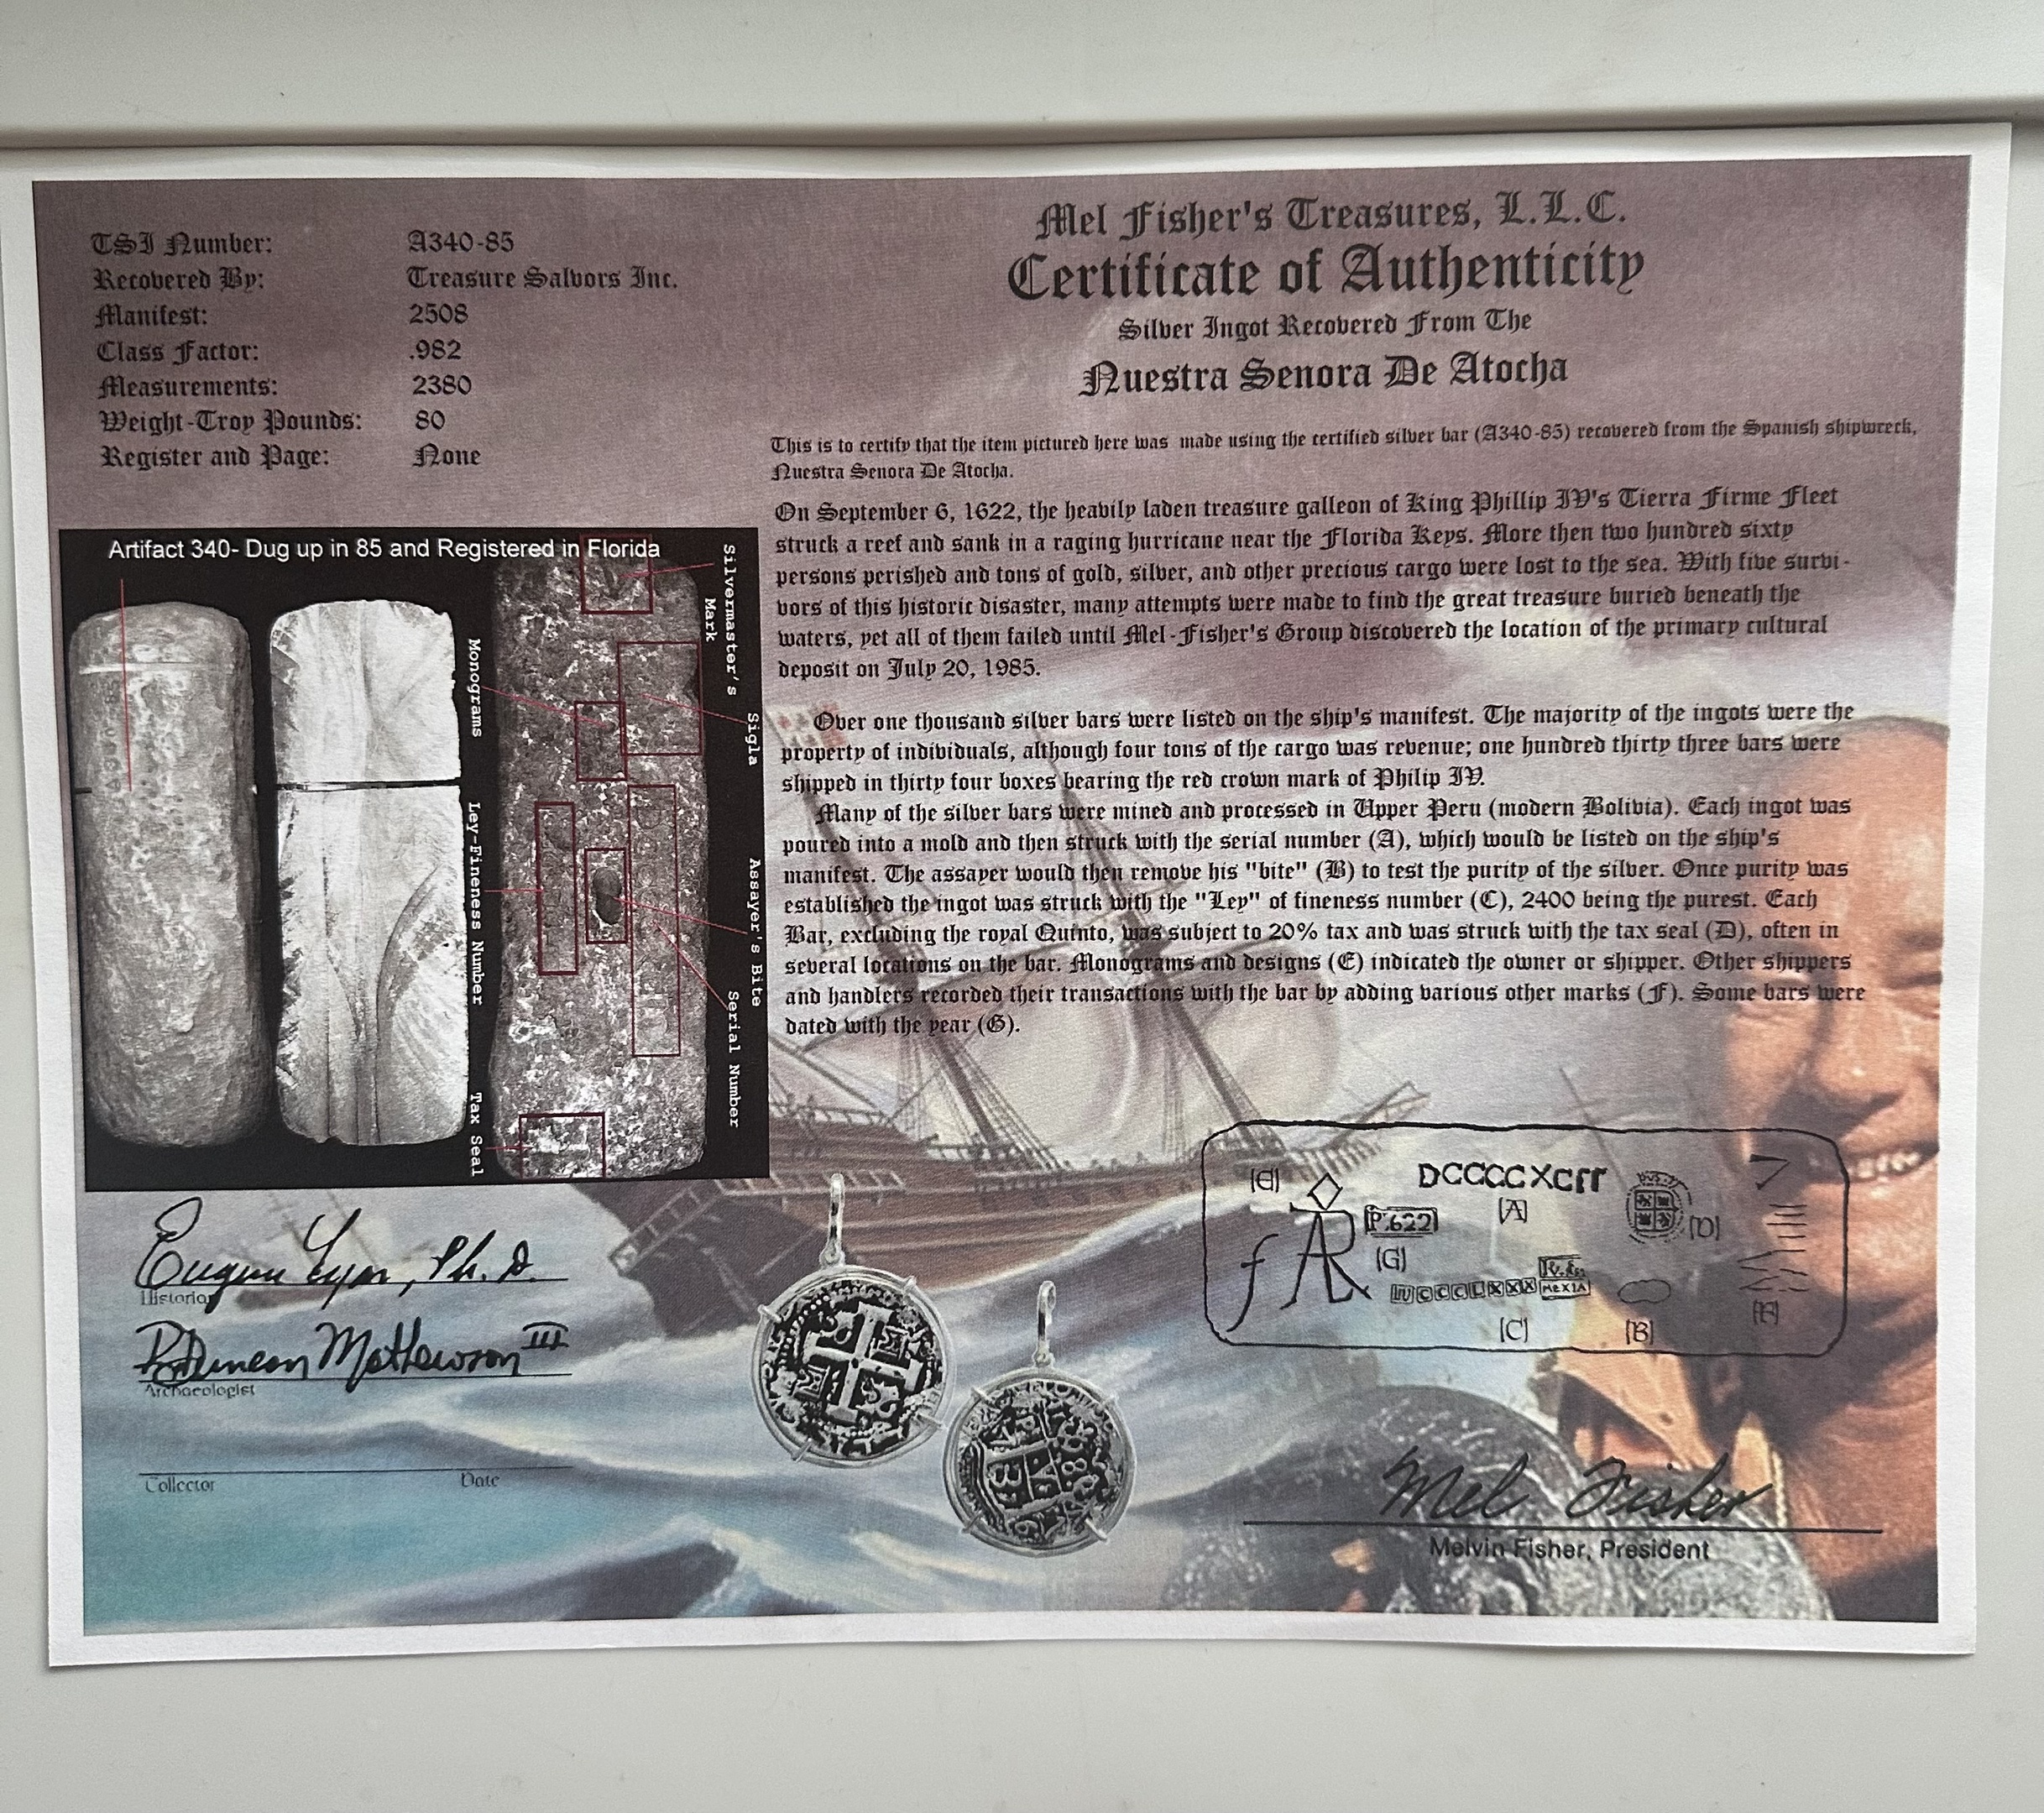 TSI Number: A340-85
Recovered By: Treasure Salvors Inc.
Manifest: 2508
Class Factor: .982
Measurements: 2380
Weight-Troy Pounds: 80
Register and Page: None
Mel Fisher's Treasures, L.L.C.
Certificate of Authenticity
Silver Ingot Recovered From The
Nuestra Senora De Atocha
This is to certify that the item pictured here was made using the certified silver bar (A340-85) recovered from the Spanish shipwreck,
Nuestra Senora De Atocha.
On September 6, 1622, the heavily laden treasure galleon of King Phillip IV's Tierra Firme Fleet
struck a reef and sank in a raging hurricane near the Florida Keys. More then two hundred sixty
persons perished and tons of gold, silver, and other precious cargo were lost to the sea. With five survi-
vors of this historic disaster, many attempts were made to find the great treasure buried beneath the
waters, yet all of them failed until Mel-Fisher's Group discovered the location of the primary cultural
deposit on July 20, 1985.
Over one thousand silver bars were listed on the ship's manifest. The majority of the ingots were the
property of individuals, although four tons of the cargo was revenue; one hundred thirty three bars were
shipped in thirty four boxes bearing the red crown mark of Philip IV.
Many of the silver bars were mined and processed in Upper Peru (modern Bolivia). Each ingot was
poured into a mold and then struck with the serial number (A), which would be listed on the ship's
manifest. The assayer would then remove his "bite" (B) to test the purity of the silver. Once purity was
established the ingot was struck with the "Ley" of fineness number (C), 2400 being the purest. Each
Bar, excluding the royal Quinto, was subject to 20% tax and was struck with the tax seal (D), often in
several locations on the bar. Monograms and designs (E) indicated the owner or shipper. Other shippers
and handlers recorded their transactions with the bar by adding various other marks (F). Some bars were
dated with the year (G).
Artifact 340- Dug up in 85 and Registered in Florida
Silvermaster's
Mark
Sigla
Monograms
Ley-Fineness Number
Assayer's Bite
Serial Number
Tax Seal
Eugene Lyon, Ph. D.
Historian
R Duncan Mathewson III
Archaeologist
Collector Date
[E]
DCCCCXCII
[A]
P.622
[G]
[D]
[C]
[B]
[F]
Mel Fisher
Melvin Fisher, President